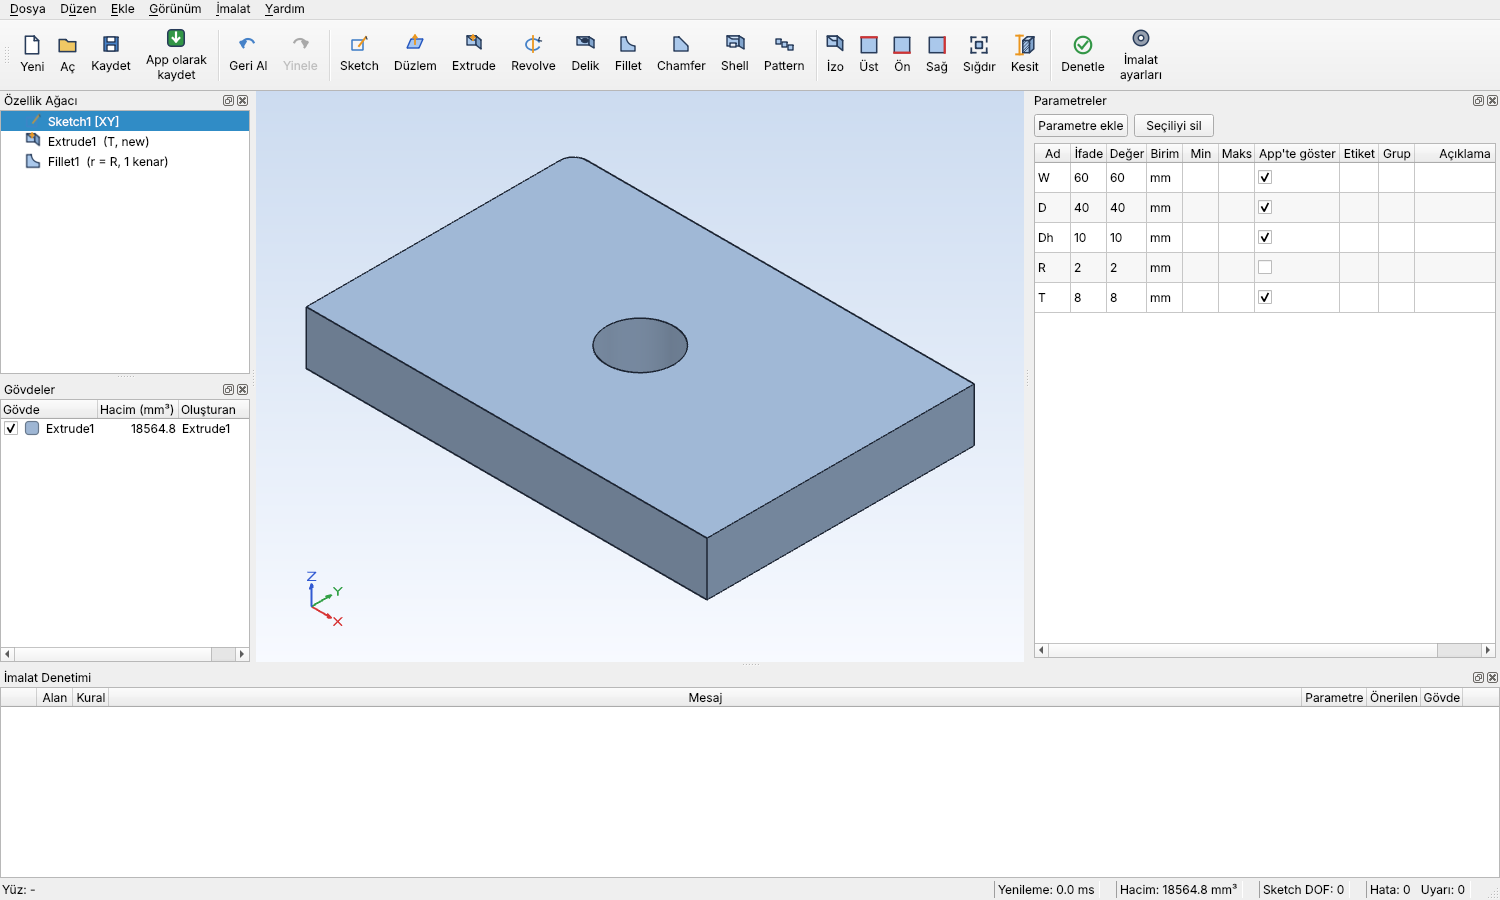 Dosya Düzen Ekle Görünüm İmalat Yardım
Yeni Aç Kaydet App olarak kaydet Geri Al Yinele Sketch Düzlem Extrude Revolve Delik Fillet Chamfer Shell Pattern İzo Üst Ön Sağ Sığdır Kesit Denetle İmalat ayarları
Özellik Ağacı
Sketch1 [XY]
Extrude1 (T, new)
Fillet1 (r = R, 1 kenar)
Gövdeler
Gövde Hacim (mm³) Oluşturan
Extrude1 18564.8 Extrude1
Z
Y
X
Parametreler
Parametre ekle Seçiliyi sil
Ad İfade Değer Birim Min Maks App'te göster Etiket Grup Açıklama
W 60 60 mm
D 40 40 mm
Dh 10 10 mm
R 2 2 mm
T 8 8 mm
İmalat Denetimi
Alan Kural Mesaj Parametre Önerilen Gövde
Yüz: - Yenileme: 0.0 ms Hacim: 18564.8 mm³ Sketch DOF: 0 Hata: 0 Uyarı: 0